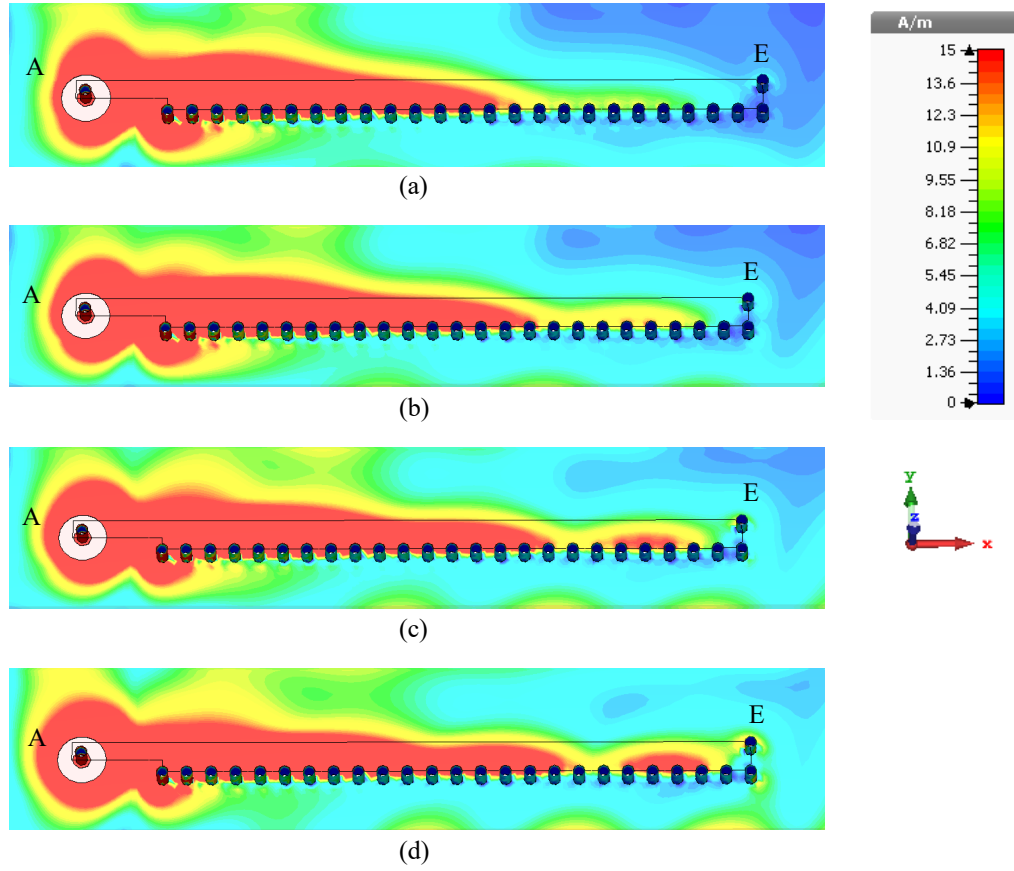 A
E
(a)
A
E
(b)
A
E
(c)
A
E
(d)
A/m
15
13.6
12.3
10.9
9.55
8.18
6.82
5.45
4.09
2.73
1.36
0
Y
z
x